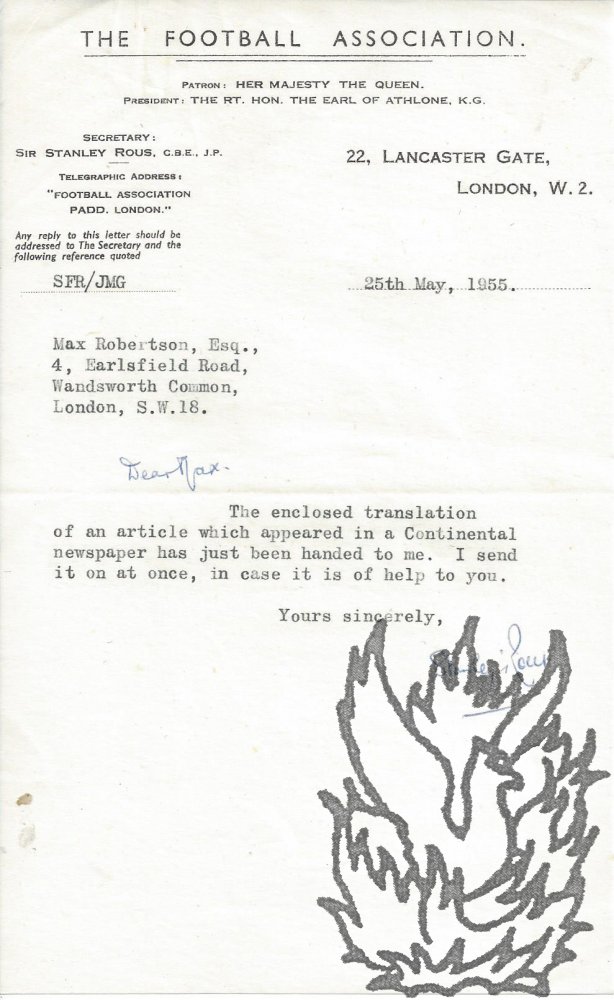 THE FOOTBALL ASSOCIATION.
PATRON: HER MAJESTY THE QUEEN.
PRESIDENT: THE RT. HON. THE EARL OF ATHLONE, K.G.
SECRETARY:
SIR STANLEY ROUS, C.B.E., J.P.
TELEGRAPHIC ADDRESS:
"FOOTBALL ASSOCIATION
PADD. LONDON."
Any reply to this letter should be
addressed to The Secretary and the
following reference quoted
SFR/JMG
22, LANCASTER GATE,
LONDON, W. 2.
25th May, 1955.
Max Robertson, Esq.,
4, Earlsfield Road,
Wandsworth Common,
London, S.W.18.
Dear Max.
The enclosed translation
of an article which appeared in a Continental
newspaper has just been handed to me. I send
it on at once, in case it is of help to you.
Yours sincerely,